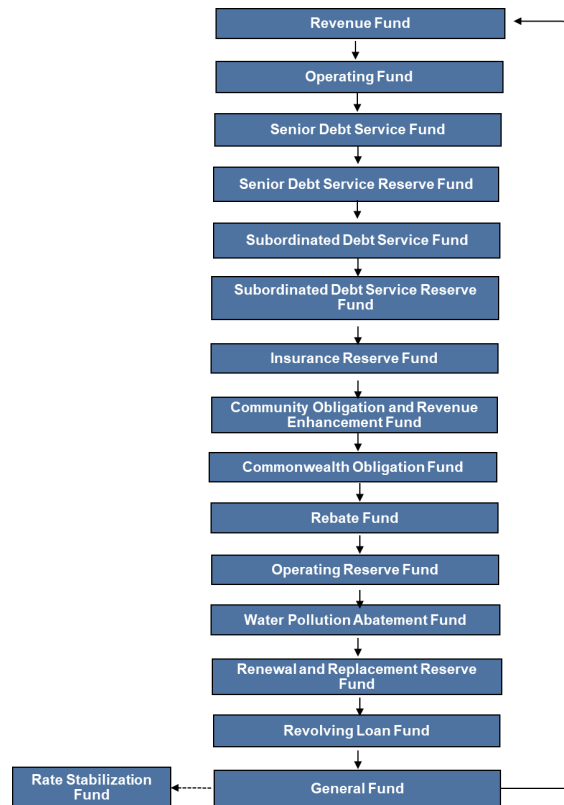 Revenue Fund
Operating Fund
Senior Debt Service Fund
Senior Debt Service Reserve Fund
Subordinated Debt Service Fund
Subordinated Debt Service Reserve
Fund
Insurance Reserve Fund
Community Obligation and Revenue
Enhancement Fund
Commonwealth Obligation Fund
Rebate Fund
Operating Reserve Fund
Water Pollution Abatement Fund
Renewal and Replacement Reserve
Fund
Revolving Loan Fund
Rate Stabilization
Fund
General Fund